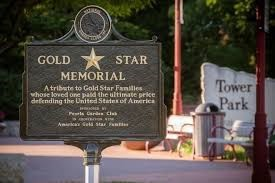 GOLD STAR
MEMORIAL
A tribute to Gold Star Families
whose loved one paid the ultimate price
defending the United States of America
SPONSORED BY
Peoria Garden Club
IN COOPERATION WITH
America's Gold Star Families
Tower
Park